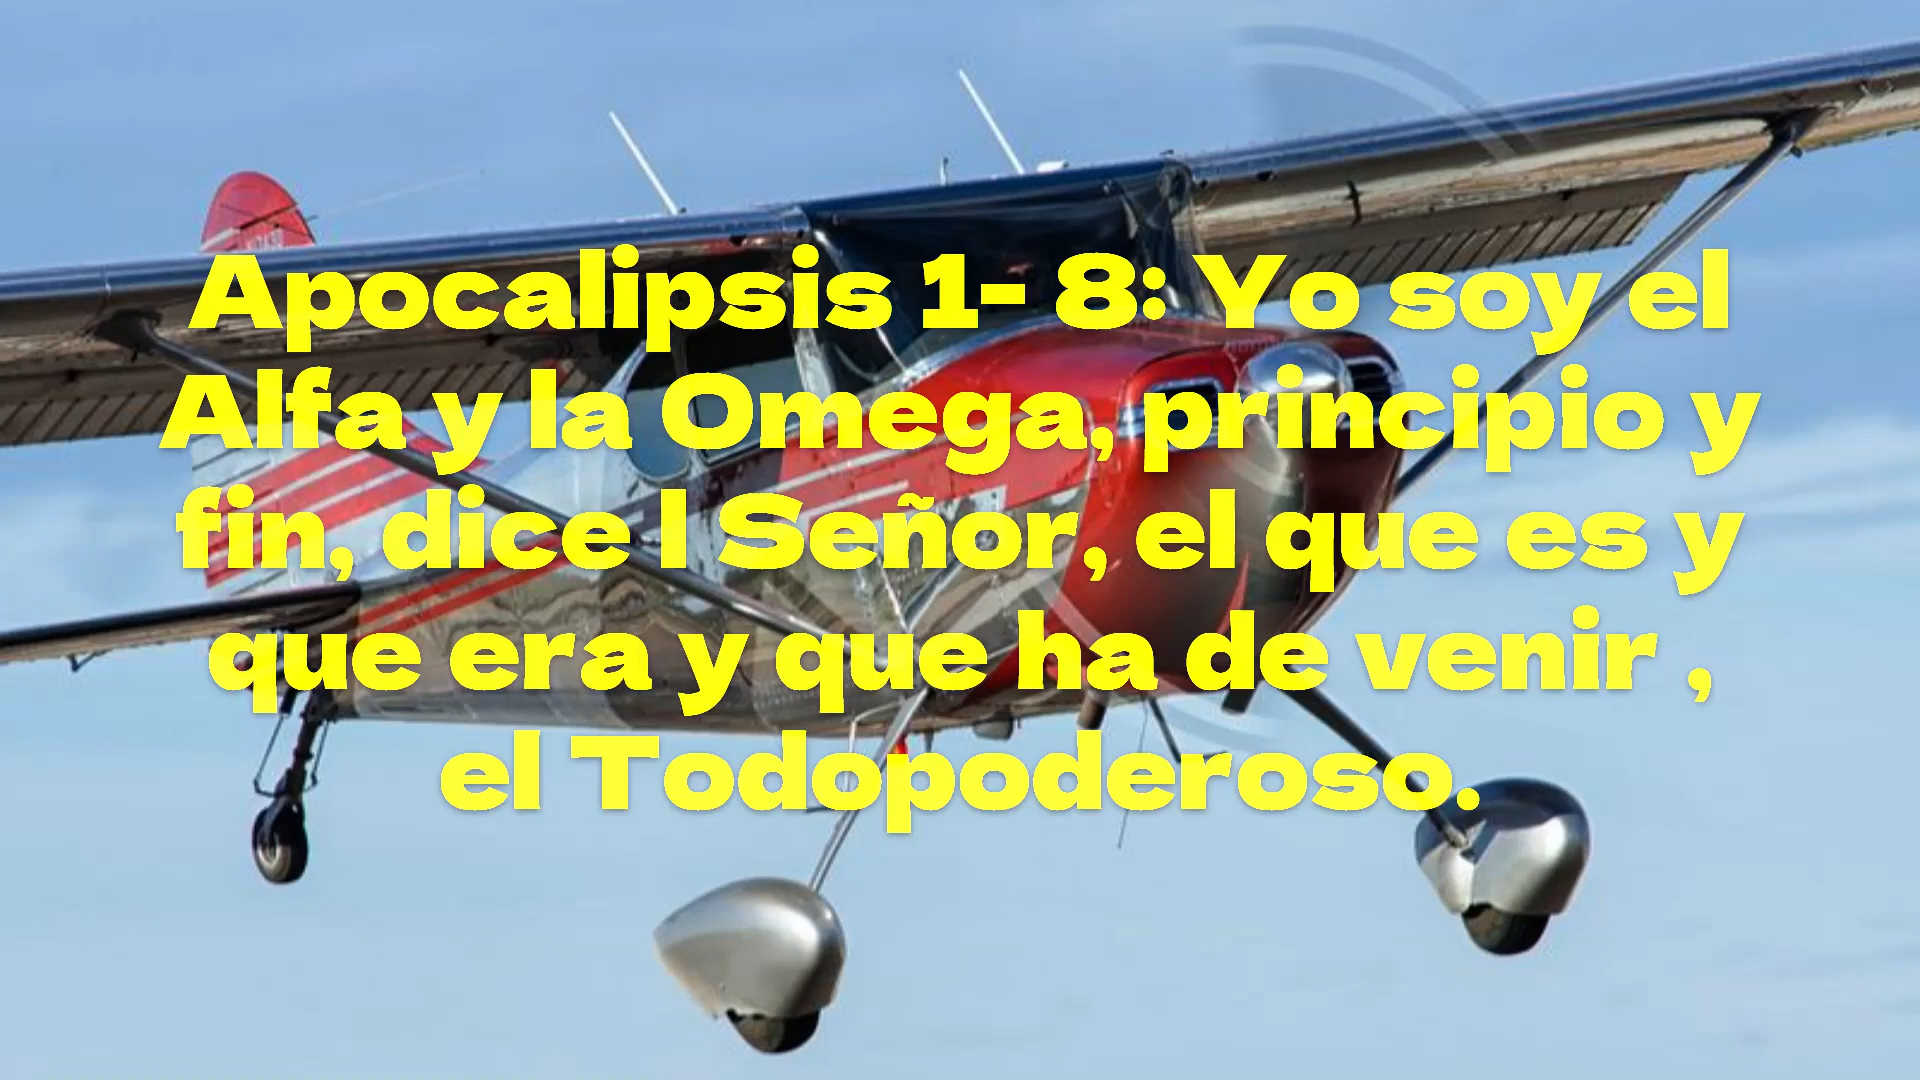 Apocalipsis 1- 8: Yo soy el
Alfa y la Omega, principio y
fin, dice l Señor, el que es y
que era y que ha de venir ,
el Todopoderoso.